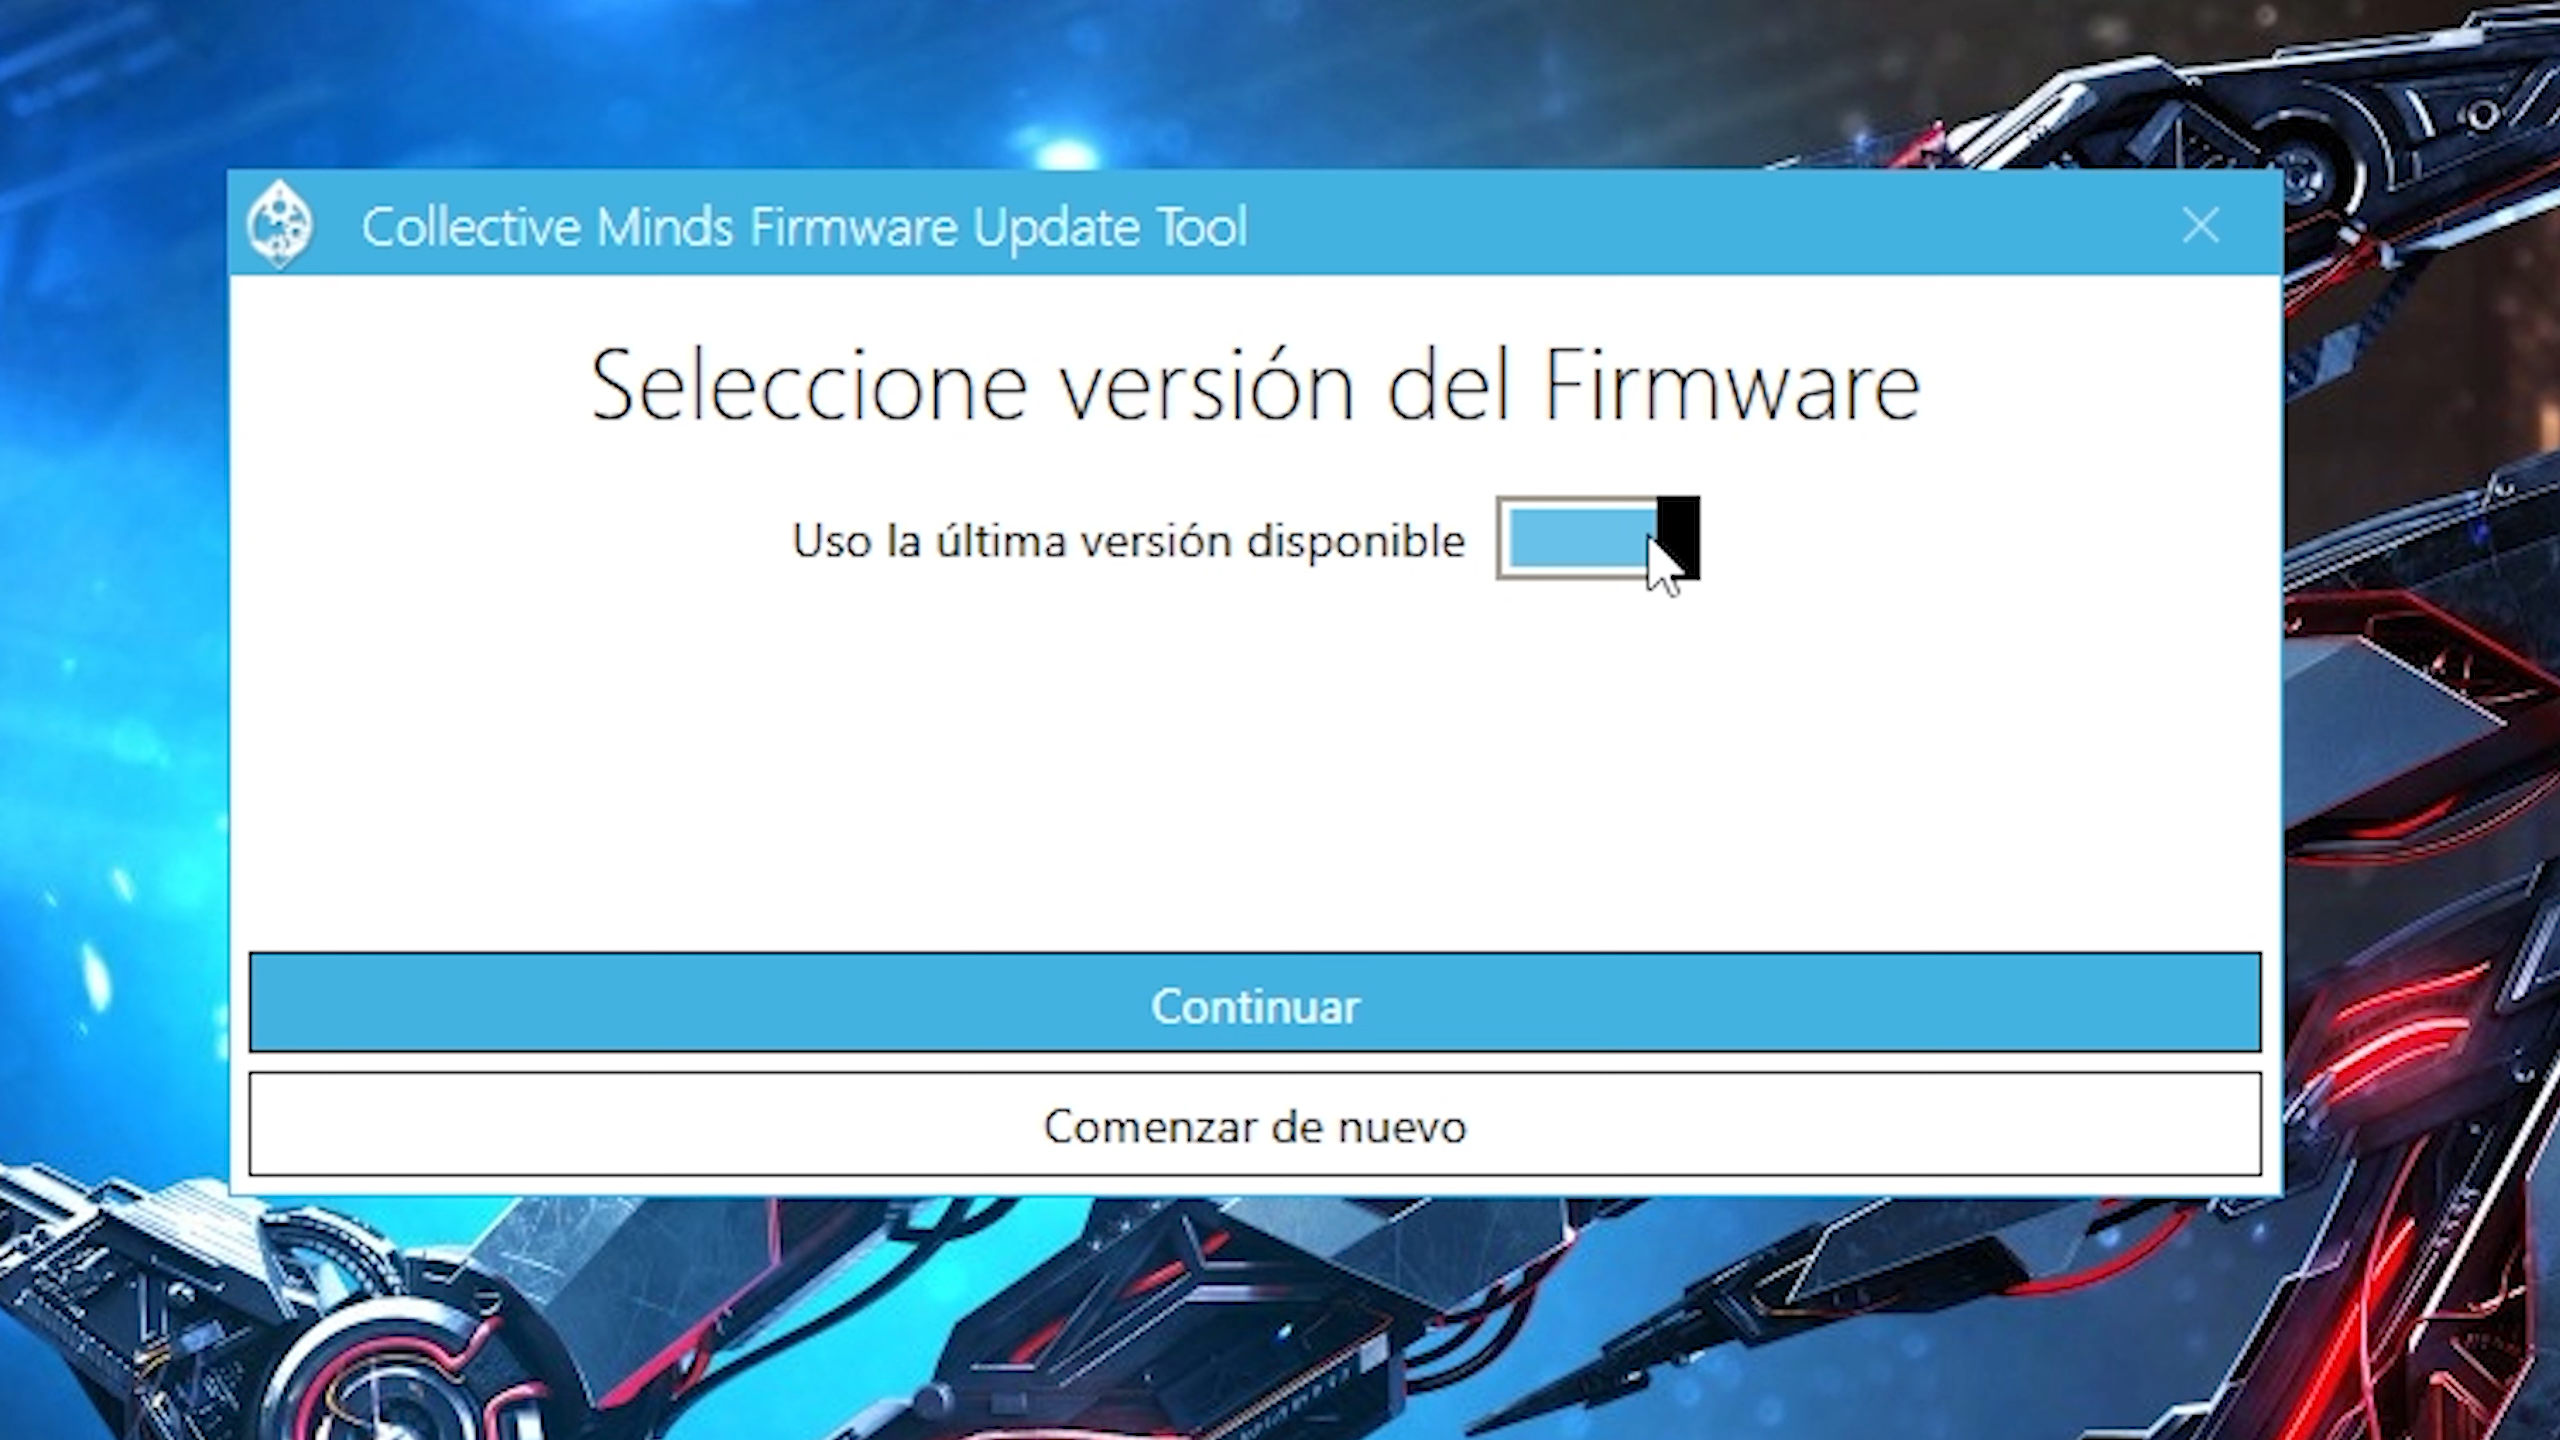 Collective Minds Firmware Update Tool
Seleccione versión del Firmware
Uso la última versión disponible
Continuar
Comenzar de nuevo